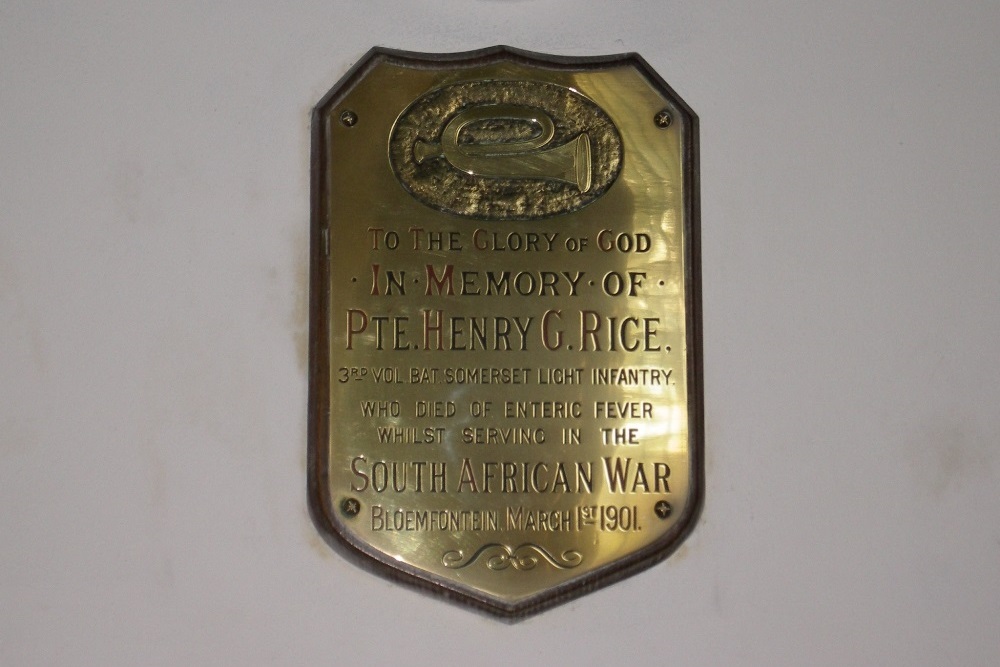 To The Glory of God
· In · Memory · of ·
Pte. Henry G. Rice.
3RD VOL BAT. SOMERSET LIGHT INFANTRY.
WHO DIED OF ENTERIC FEVER
WHILST SERVING IN THE
South African War
Bloemfontein. March 1ST 1901.